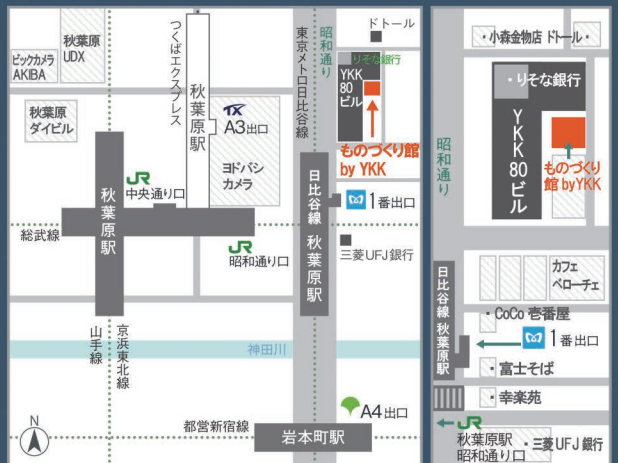 ビックカメラ
AKIBA
秋葉原
UDX
秋葉原
ダイビル
つくばエクスプレス
秋葉原駅
TX
A3出口
ヨドバシ
カメラ
東京メトロ日比谷線
昭和通り
ドトール
りそな銀行
YKK
80
ビル
ものづくり館
by YKK
JR
中央通り口
秋葉原駅
総武線
JR
昭和通り口
日比谷線 秋葉原駅
1番出口
三菱UFJ銀行
山手線
京浜東北線
神田川
N
都営新宿線
A4出口
岩本町駅
・小森金物店
ドトール・
・りそな銀行
YKK80ビル
昭和通り
ものづくり
館 byYKK
カフェ
ベローチェ
・CoCo 壱番屋
日比谷線 秋葉原駅
1番出口
・富士そば
・幸楽苑
JR
秋葉原駅
昭和通り口
・三菱UFJ銀行